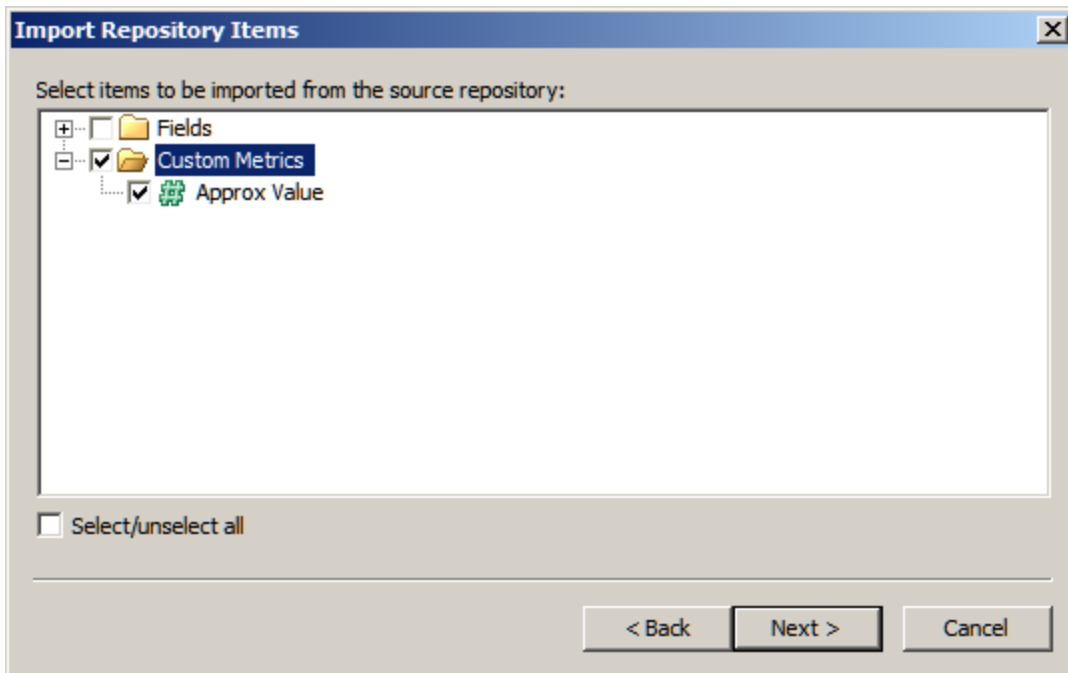 Import Repository Items
Select items to be imported from the source repository:
Fields
Custom Metrics
Approx Value
Select/unselect all
< Back Next > Cancel